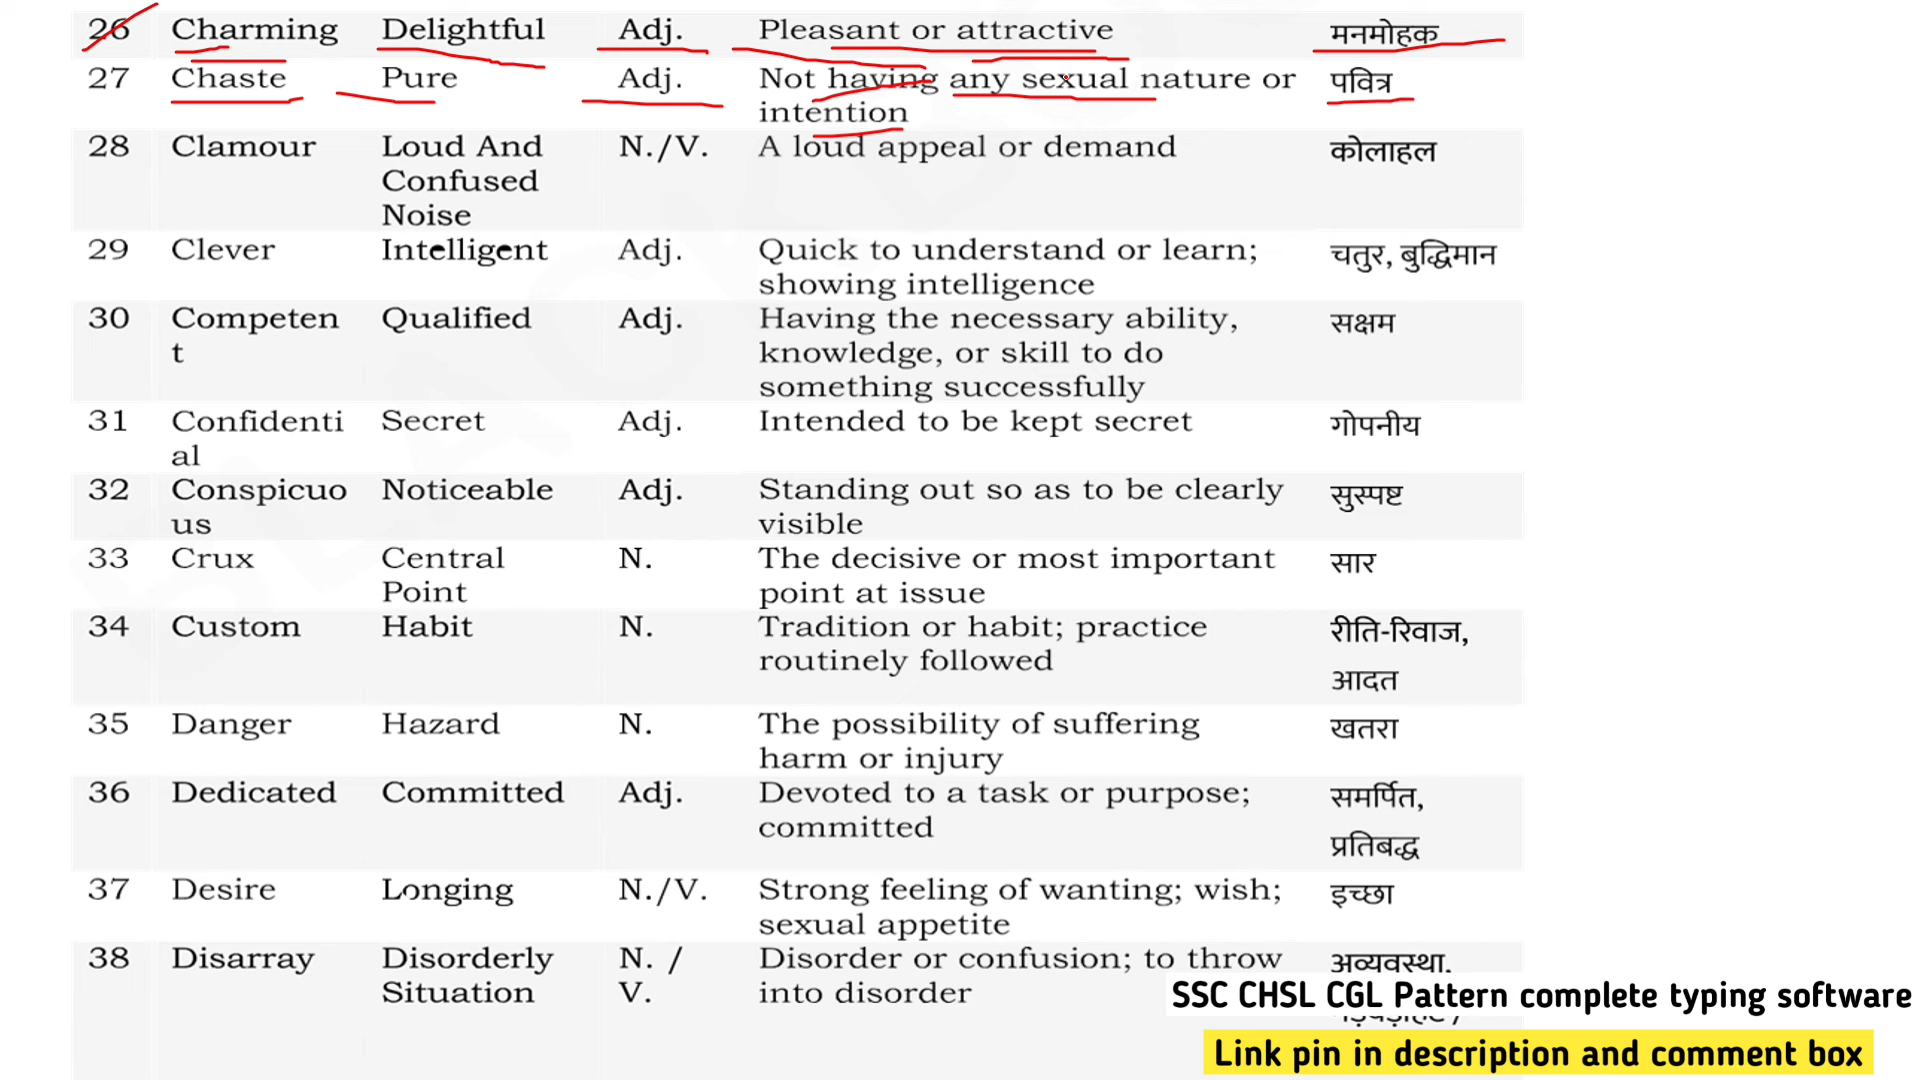 26 Charming Delightful Adj. Pleasant or attractive मनमोहक
27 Chaste Pure Adj. Not having any sexual nature or पवित्र
intention
28 Clamour Loud And N./V. A loud appeal or demand कोलाहल
Confused
Noise
29 Clever Intelligent Adj. Quick to understand or learn; चतुर, बुद्धिमान
showing intelligence
30 Competen Qualified Adj. Having the necessary ability, सक्षम
t knowledge, or skill to do
something successfully
31 Confidenti Secret Adj. Intended to be kept secret गोपनीय
al
32 Conspicuo Noticeable Adj. Standing out so as to be clearly सुस्पष्ट
us visible
33 Crux Central N. The decisive or most important सार
Point point at issue
34 Custom Habit N. Tradition or habit; practice रीति-रिवाज,
routinely followed आदत
35 Danger Hazard N. The possibility of suffering खतरा
harm or injury
36 Dedicated Committed Adj. Devoted to a task or purpose; समर्पित,
committed प्रतिबद्ध
37 Desire Longing N./V. Strong feeling of wanting; wish; इच्छा
sexual appetite
38 Disarray Disorderly N. / Disorder or confusion; to throw अव्यवस्था,
Situation V. into disorder
SSC CHSL CGL Pattern complete typing software
Link pin in description and comment box